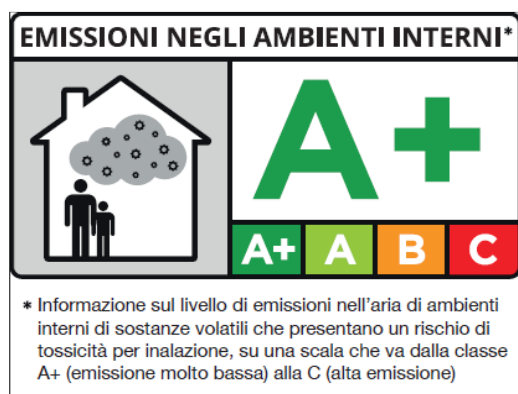 EMISSIONI NEGLI AMBIENTI INTERNI*
A+
A+ A B C
* Informazione sul livello di emissioni nell'aria di ambienti
interni di sostanze volatili che presentano un rischio di
tossicità per inalazione, su una scala che va dalla classe
A+ (emissione molto bassa) alla C (alta emissione)